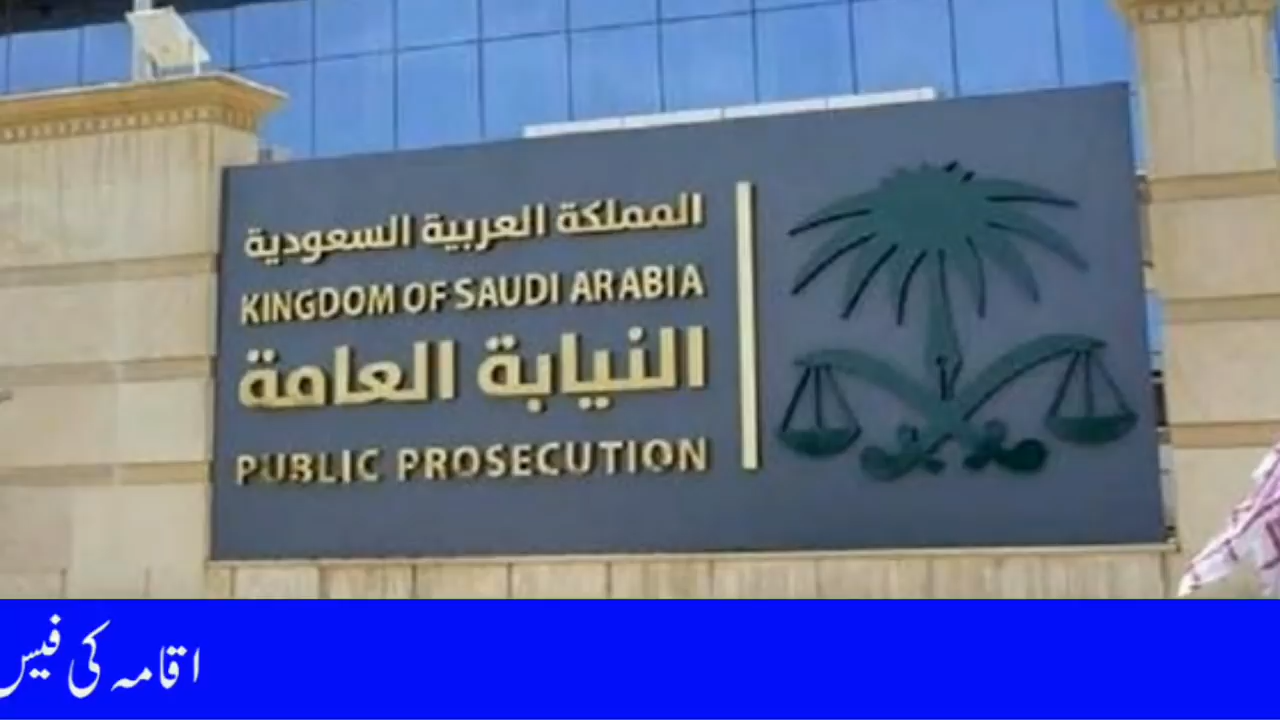 المملكة العربية السعودية
KINGDOM OF SAUDI ARABIA
النيابة العامة
PUBLIC PROSECUTION
اقامہ کی فیس